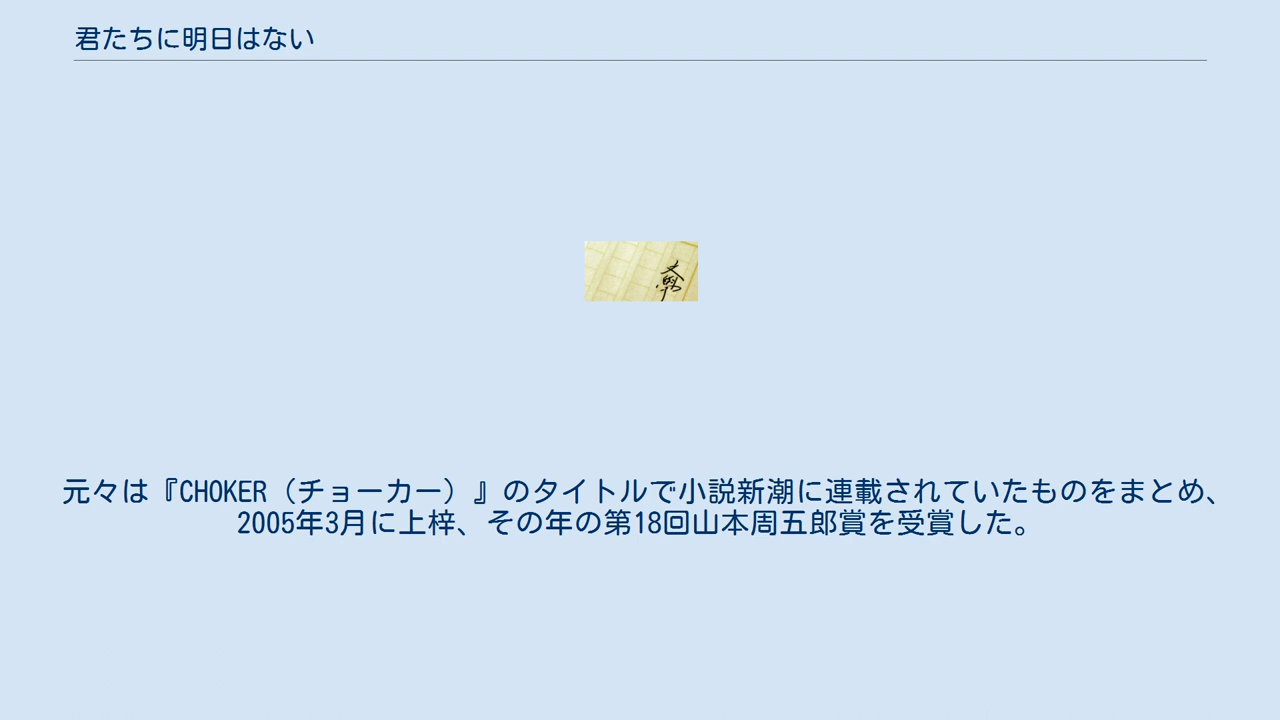 君たちに明日はない
元々は『CHOKER（チョーカー）』のタイトルで小説新潮に連載されていたものをまとめ、
2005年3月に上梓、その年の第18回山本周五郎賞を受賞した。